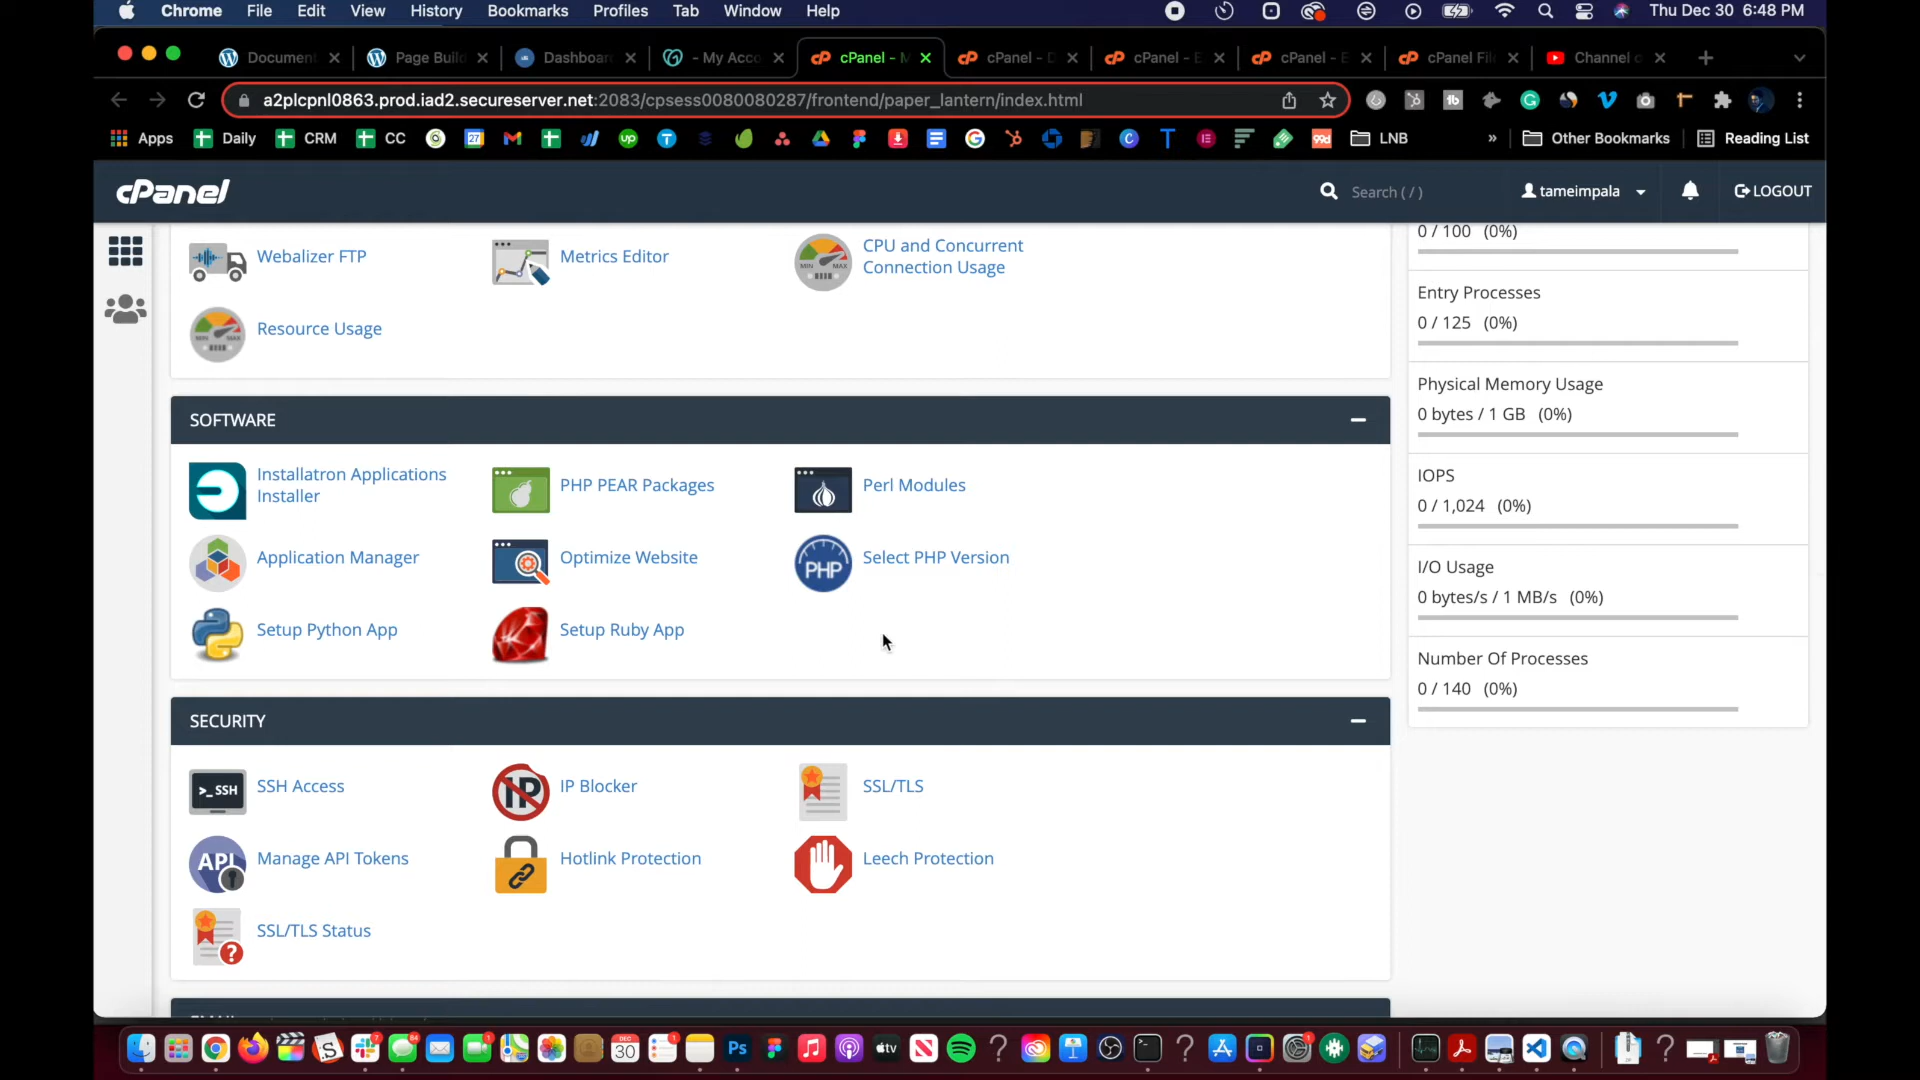 Chrome File Edit View History Bookmarks Profiles Tab Window Help Thu Dec 30 6:48 PM
Document Page Build Dashboar - My Acco cPanel - M cPanel - D cPanel - E cPanel - E cPanel Fil Channel
a2plcpnl0863.prod.iad2.secureserver.net:2083/cpsess0080080287/frontend/paper_lantern/index.html
Apps Daily CRM CC LNB » Other Bookmarks Reading List
cPanel
Search ( / )
tameimpala
LOGOUT
Webalizer FTP
Metrics Editor
CPU and Concurrent
Connection Usage
Resource Usage
SOFTWARE
Installatron Applications
Installer
PHP PEAR Packages
Perl Modules
Application Manager
Optimize Website
PHP
Select PHP Version
Setup Python App
Setup Ruby App
SECURITY
>_ SSH
SSH Access
IP
IP Blocker
SSL/TLS
API
Manage API Tokens
Hotlink Protection
Leech Protection
SSL/TLS Status
0 / 100 (0%)
Entry Processes
0 / 125 (0%)
Physical Memory Usage
0 bytes / 1 GB (0%)
IOPS
0 / 1,024 (0%)
I/O Usage
0 bytes/s / 1 MB/s (0%)
Number Of Processes
0 / 140 (0%)